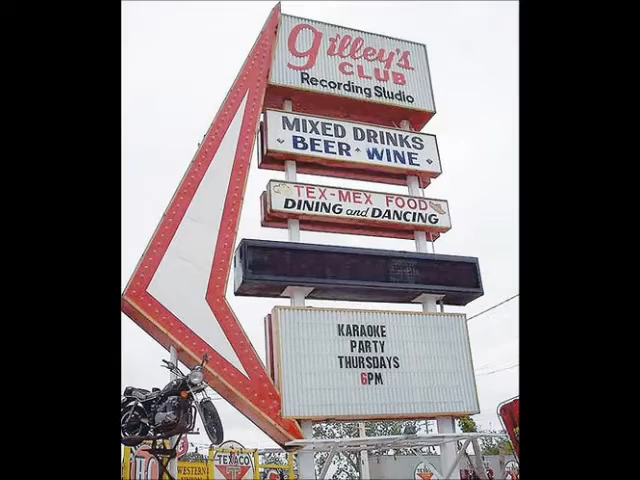 Gilley's
CLUB
Recording Studio
MIXED DRINKS
BEER • WINE
TEX-MEX FOOD
DINING and DANCING
KARAOKE
PARTY
THURSDAYS
6PM
WESTERN
TEXACO